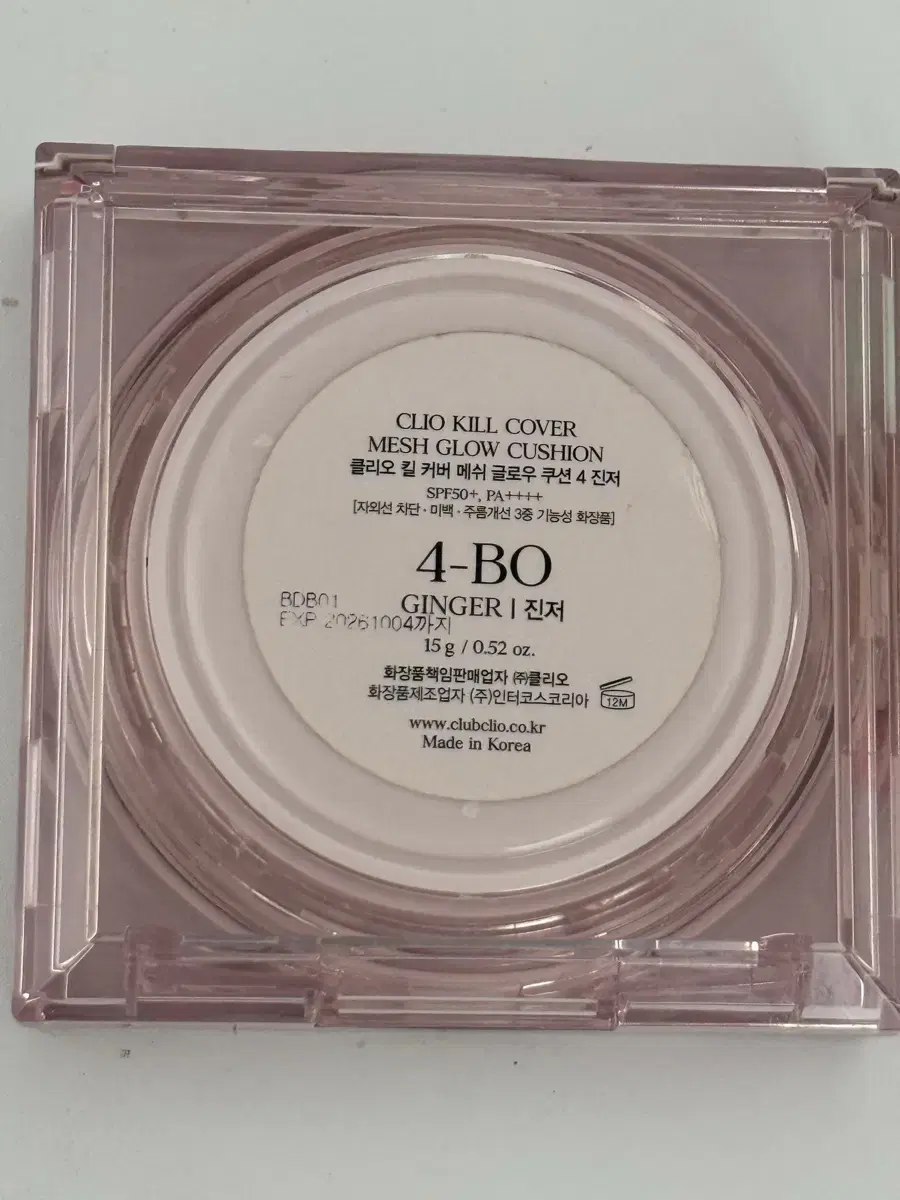 CLIO KILL COVER
MESH GLOW CUSHION
클리오 킬 커버 메쉬 글로우 쿠션 4 진저
SPF50+, PA++++
[자외선 차단 · 미백 · 주름개선 3중 기능성 화장품]
4-BO
GINGER | 진저
BDB01
EXP 20261004까지
15 g / 0.52 oz.
화장품책임판매업자 ㈜클리오
화장품제조업자 (주)인터코스코리아
12M
www.clubclio.co.kr
Made in Korea